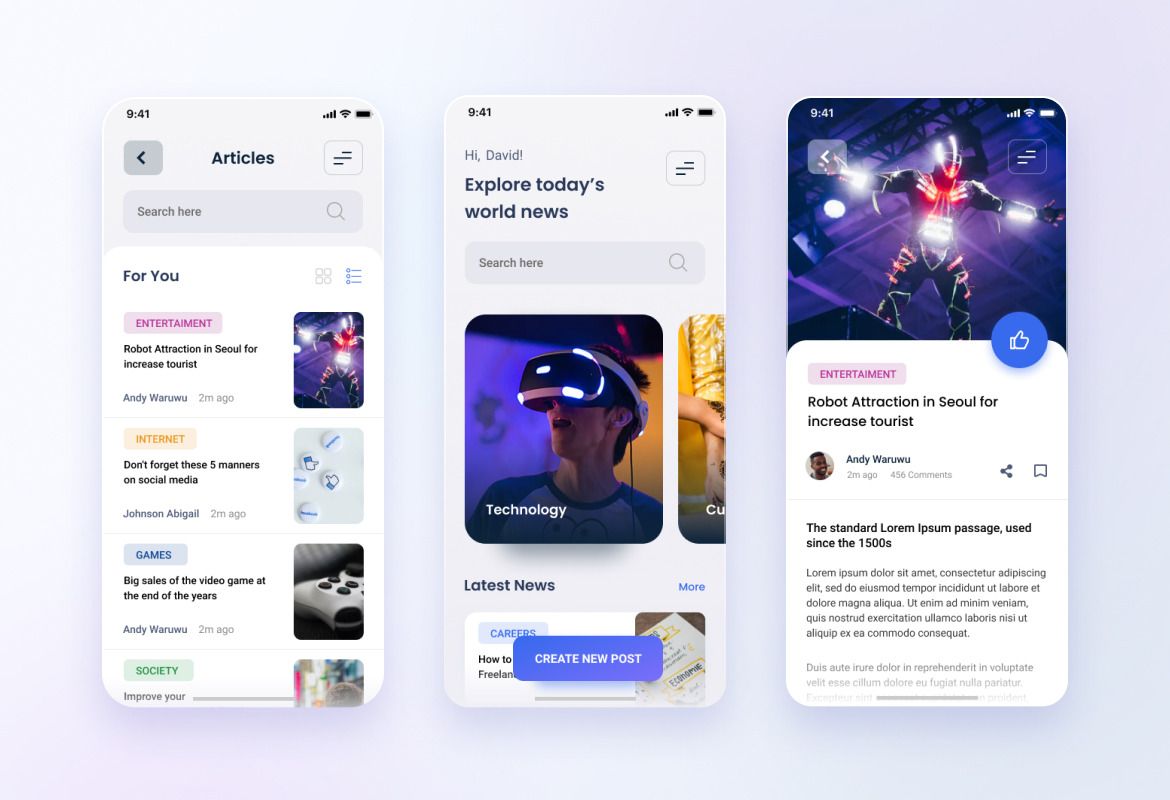 9:41
Articles
Search here
For You
ENTERTAIMENT
Robot Attraction in Seoul for
increase tourist
Andy Waruwu 2m ago
INTERNET
Don't forget these 5 manners
on social media
Johnson Abigail 2m ago
GAMES
Big sales of the video game at
the end of the years
Andy Waruwu 2m ago
SOCIETY
Improve your
9:41
Hi, David!
Explore today's
world news
Search here
Technology
Cu
Latest News
More
CAREERS
How to
Freelan
CREATE NEW POST
ECONOMIE
9:41
ENTERTAIMENT
Robot Attraction in Seoul for
increase tourist
Andy Waruwu
2m ago 456 Comments
The standard Lorem Ipsum passage, used
since the 1500s
Lorem ipsum dolor sit amet, consectetur adipiscing
elit, sed do eiusmod tempor incididunt ut labore et
dolore magna aliqua. Ut enim ad minim veniam,
quis nostrud exercitation ullamco laboris nisi ut
aliquip ex ea commodo consequat.
Duis aute irure dolor in reprehenderit in voluptate
velit esse cillum dolore eu fugiat nulla pariatur.
Excepteur sint proident,